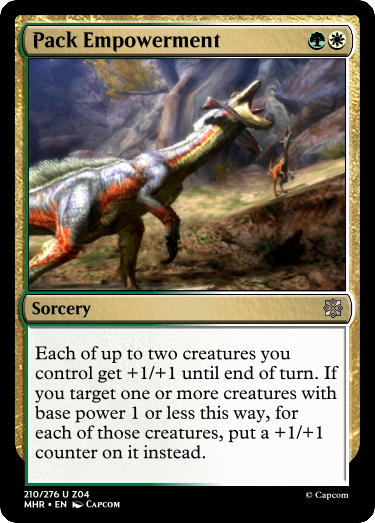 Pack Empowerment
Sorcery
Each of up to two creatures you
control get +1/+1 until end of turn. If
you target one or more creatures with
base power 1 or less this way, for
each of those creatures, put a +1/+1
counter on it instead.
210/276 U Z04
MHR • EN CAPCOM
© Capcom